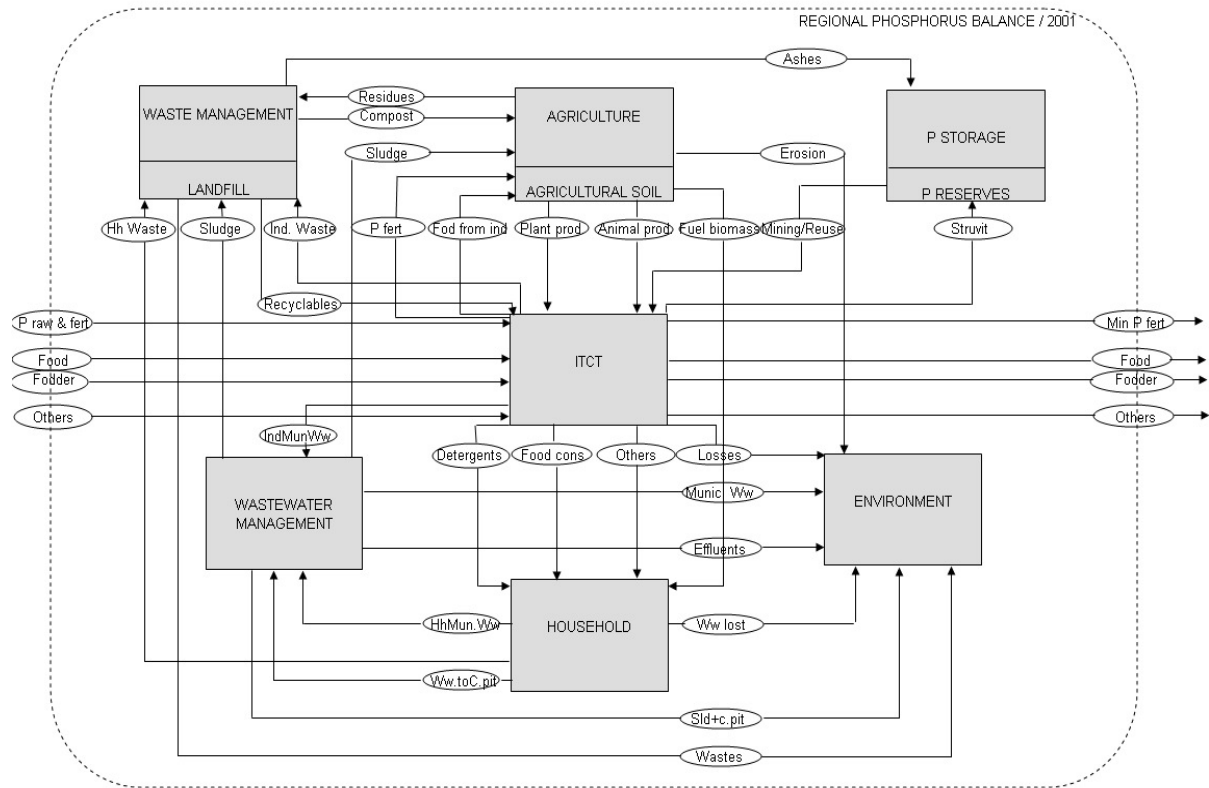 REGIONAL PHOSPHORUS BALANCE / 2001
Ashes
Residues
WASTE MANAGEMENT
Compost
AGRICULTURE
P STORAGE
Sludge
Erosion
LANDFILL
AGRICULTURAL SOIL
P RESERVES
Hh Waste
Sludge
Ind. Waste
P fert
Fod from ind
Plant prod
Animal prod
Fuel biomass
Mining/Reuse
Struvit
Recyclables
P raw & fert
Min P fert
Food
ITCT
Food
Fodder
Fodder
Others
Others
IndMunWw
Detergents
Food cons
Others
Losses
WASTEWATER
MANAGEMENT
Munic Ww
ENVIRONMENT
Effluents
HhMun.Ww
HOUSEHOLD
Ww lost
Ww.toC.pit
Sld+c.pit
Wastes